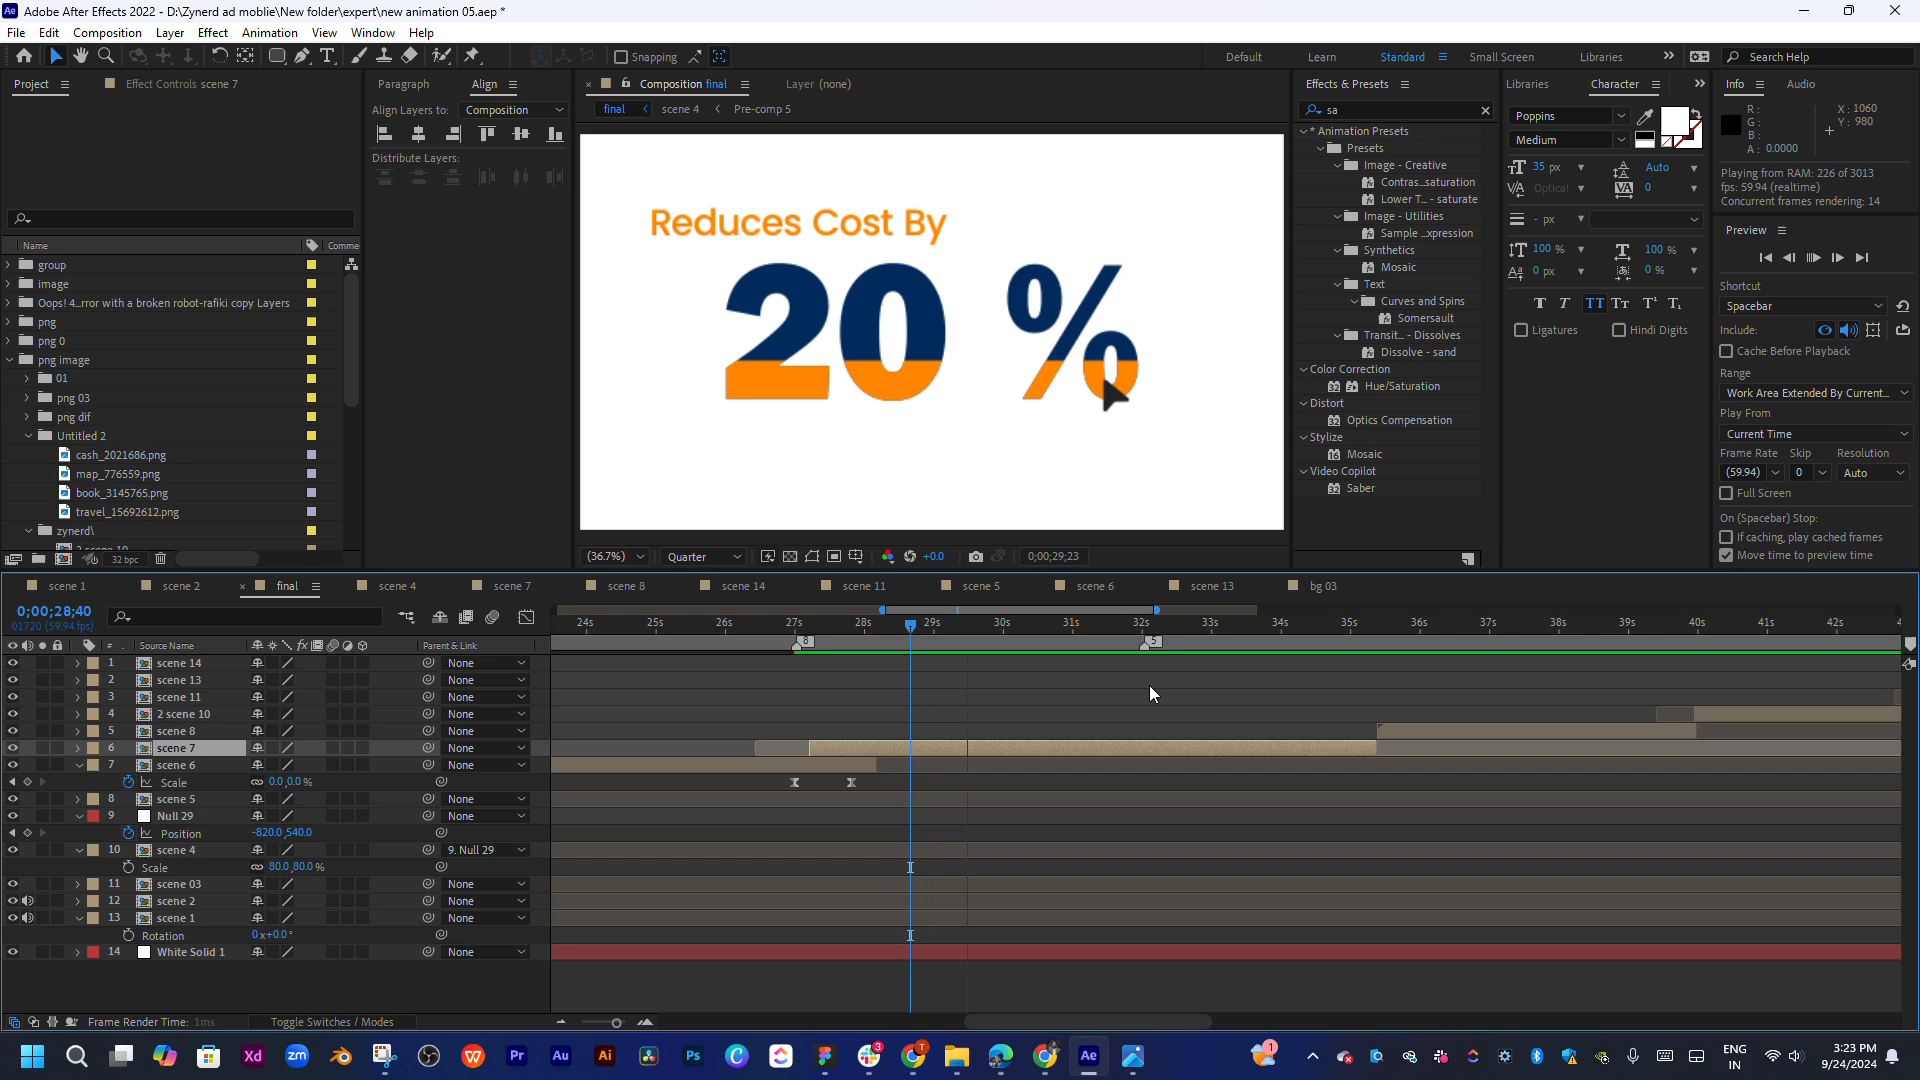 Adobe After Effects 2022 - D:\Zynerd ad moblie\New folder\expert\new animation 05.aep *
File Edit Composition Layer Effect Animation View Window Help
Snapping
Default Learn Standard Small Screen Libraries
Search Help
Project Effect Controls scene 7
Name Comme
group
image
Oops! 4...rror with a broken robot-rafiki copy Layers
png
png 0
png image
01
png 03
png dif
Untitled 2
cash_2021686.png
map_776559.png
book_3145765.png
travel_15692612.png
zynerd\
2 scene 10
32 bpc
Paragraph Align
Align Layers to: Composition
Distribute Layers:
Composition final Layer (none)
final scene 4 Pre-comp 5
Reduces Cost By
20 %
(36.7%) Quarter +0.0 0;00;29;23
Effects & Presets
sa
* Animation Presets
Presets
Image - Creative
Contras...saturation
Lower T... - saturate
Image - Utilities
Sample ...xpression
Synthetics
Mosaic
Text
Curves and Spins
Somersault
Transit... - Dissolves
Dissolve - sand
Color Correction
Hue/Saturation
Distort
Optics Compensation
Stylize
Mosaic
Video Copilot
Saber
Libraries Character
Poppins
Medium
35 px Auto
Optical 0
- px
100 % 100 %
0 px 0 %
Ligatures Hindi Digits
Info Audio
R :
G :
B :
A : 0.0000
X : 1060
Y : 980
Playing from RAM: 226 of 3013
fps: 59.94 (realtime)
Concurrent frames rendering: 14
Preview
Shortcut
Spacebar
Include:
Cache Before Playback
Range
Work Area Extended By Current...
Play From
Current Time
Frame Rate Skip Resolution
(59.94) 0 Auto
Full Screen
On (Spacebar) Stop:
If caching, play cached frames
Move time to preview time
scene 1 scene 2 final scene 4 scene 7 scene 8 scene 14 scene 11 scene 5 scene 6 scene 13 bg 03
0;00;28;40
01720 (59.94 fps)
24s 25s 26s 27s 28s 29s 30s 31s 32s 33s 34s 35s 36s 37s 38s 39s 40s 41s 42s 4
8 5
# Source Name Parent & Link
1 scene 14 None
2 scene 13 None
3 scene 11 None
4 2 scene 10 None
5 scene 8 None
6 scene 7 None
7 scene 6 None
Scale 0.0,0.0 %
8 scene 5 None
9 Null 29 None
Position -820.0,540.0
10 scene 4 9. Null 29
Scale 80.0,80.0 %
11 scene 03 None
12 scene 2 None
13 scene 1 None
Rotation 0x+0.0°
14 White Solid 1 None
Frame Render Time: 1ms Toggle Switches / Modes
ENG
IN
3:23 PM
9/24/2024